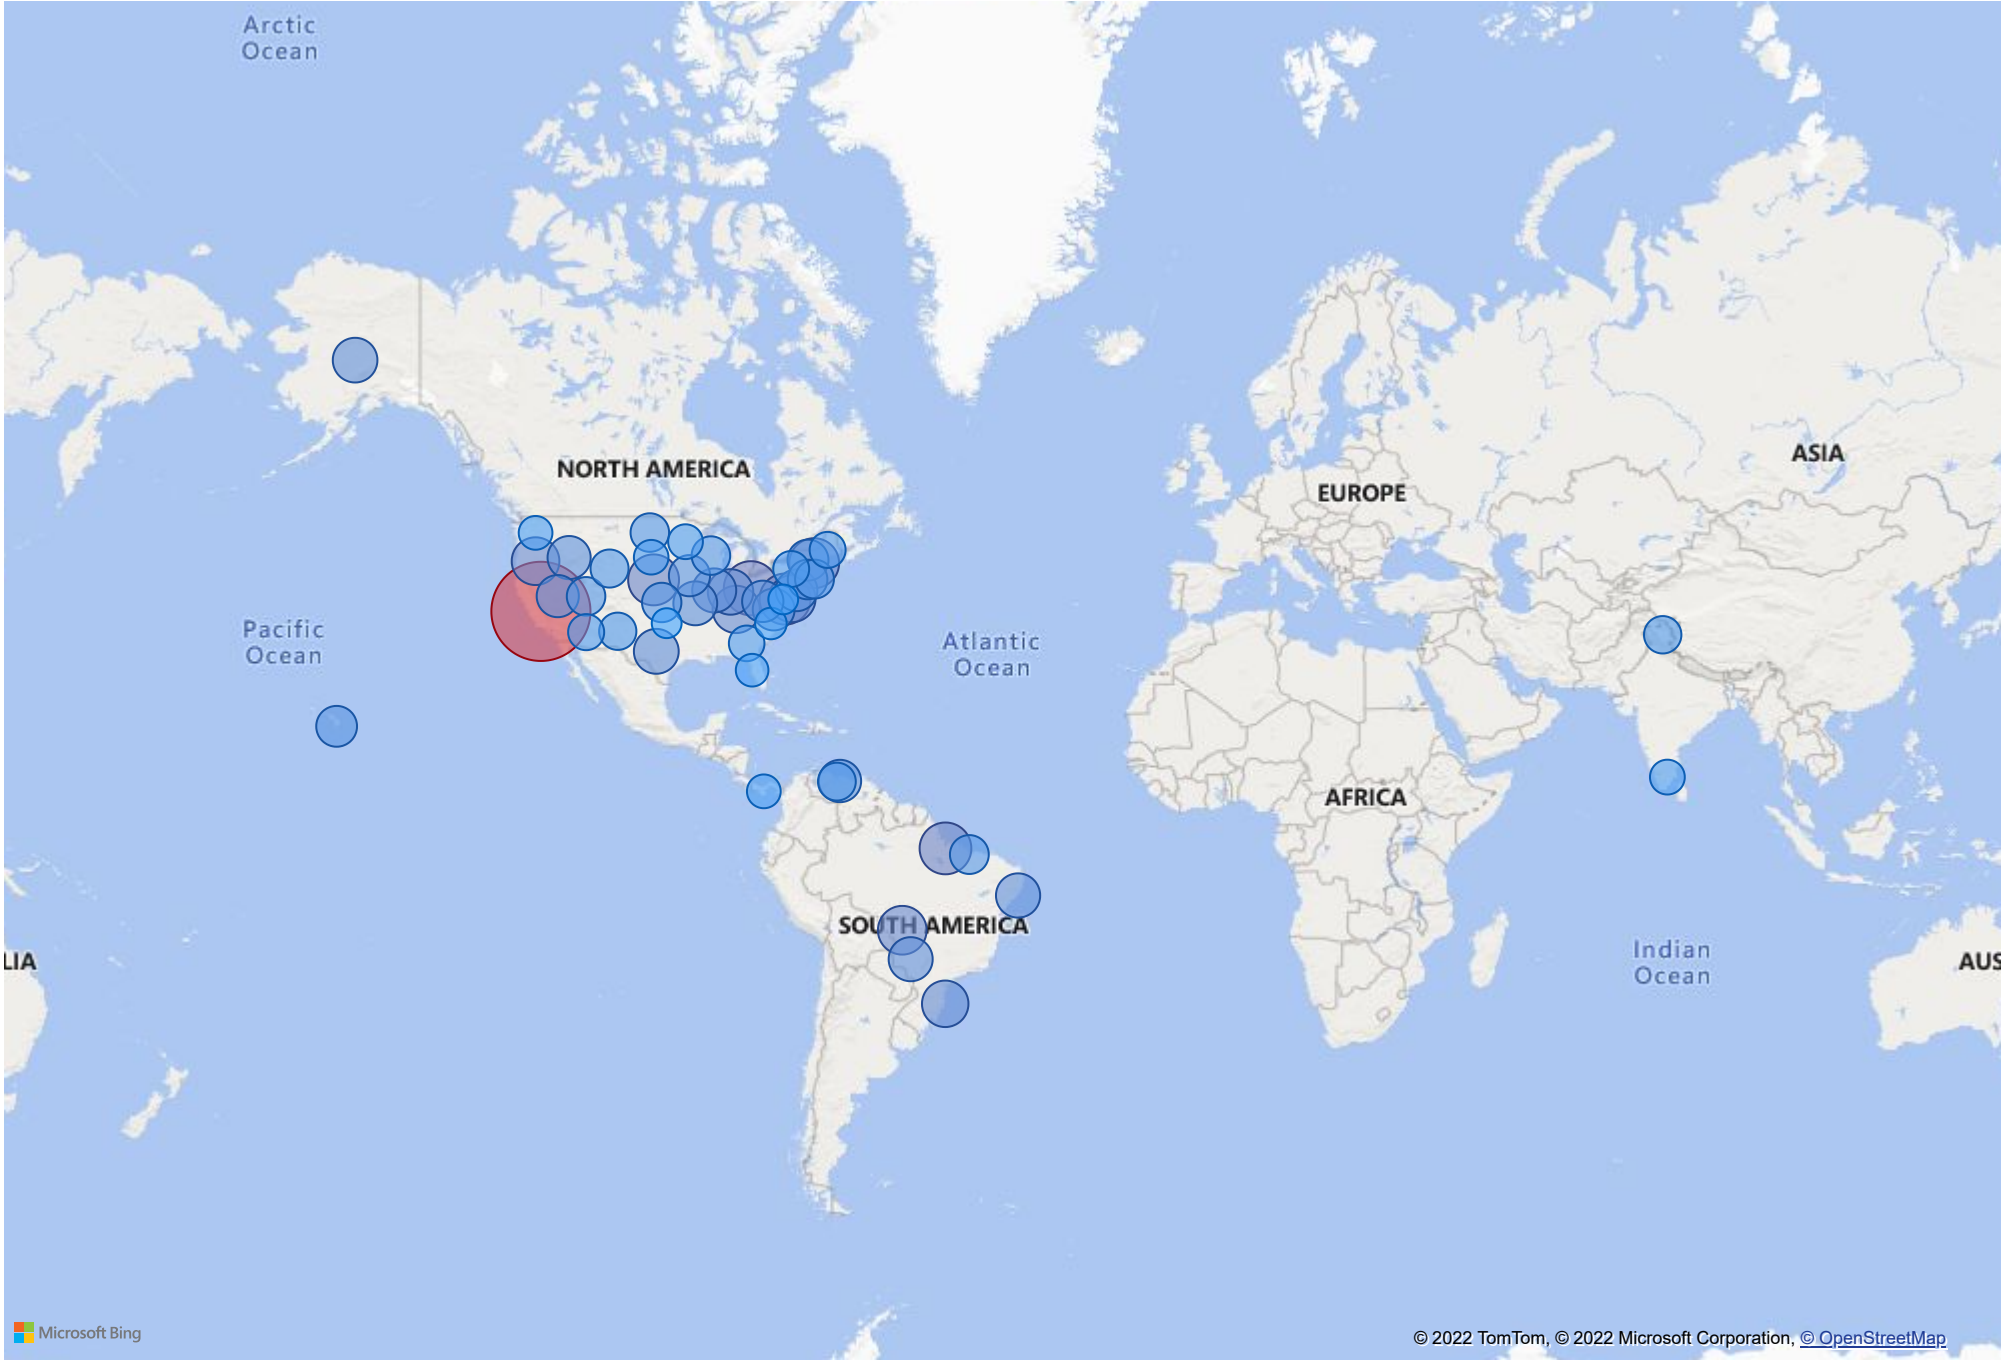 Arctic
Ocean
NORTH AMERICA
ASIA
EUROPE
Pacific
Ocean
Atlantic
Ocean
AFRICA
SOUTH AMERICA
Indian
Ocean
LIA
AUS
Microsoft Bing
© 2022 TomTom, © 2022 Microsoft Corporation, © OpenStreetMap